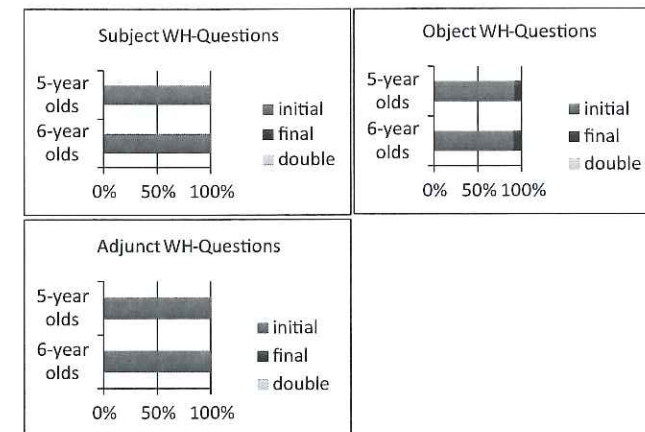 Subject WH-Questions
5-year
olds
6-year
olds
0% 50% 100%
initial
final
double
Object WH-Questions
5-year
olds
6-year
olds
0% 50% 100%
initial
final
double
Adjunct WH-Questions
5-year
olds
6-year
olds
0% 50% 100%
initial
final
double